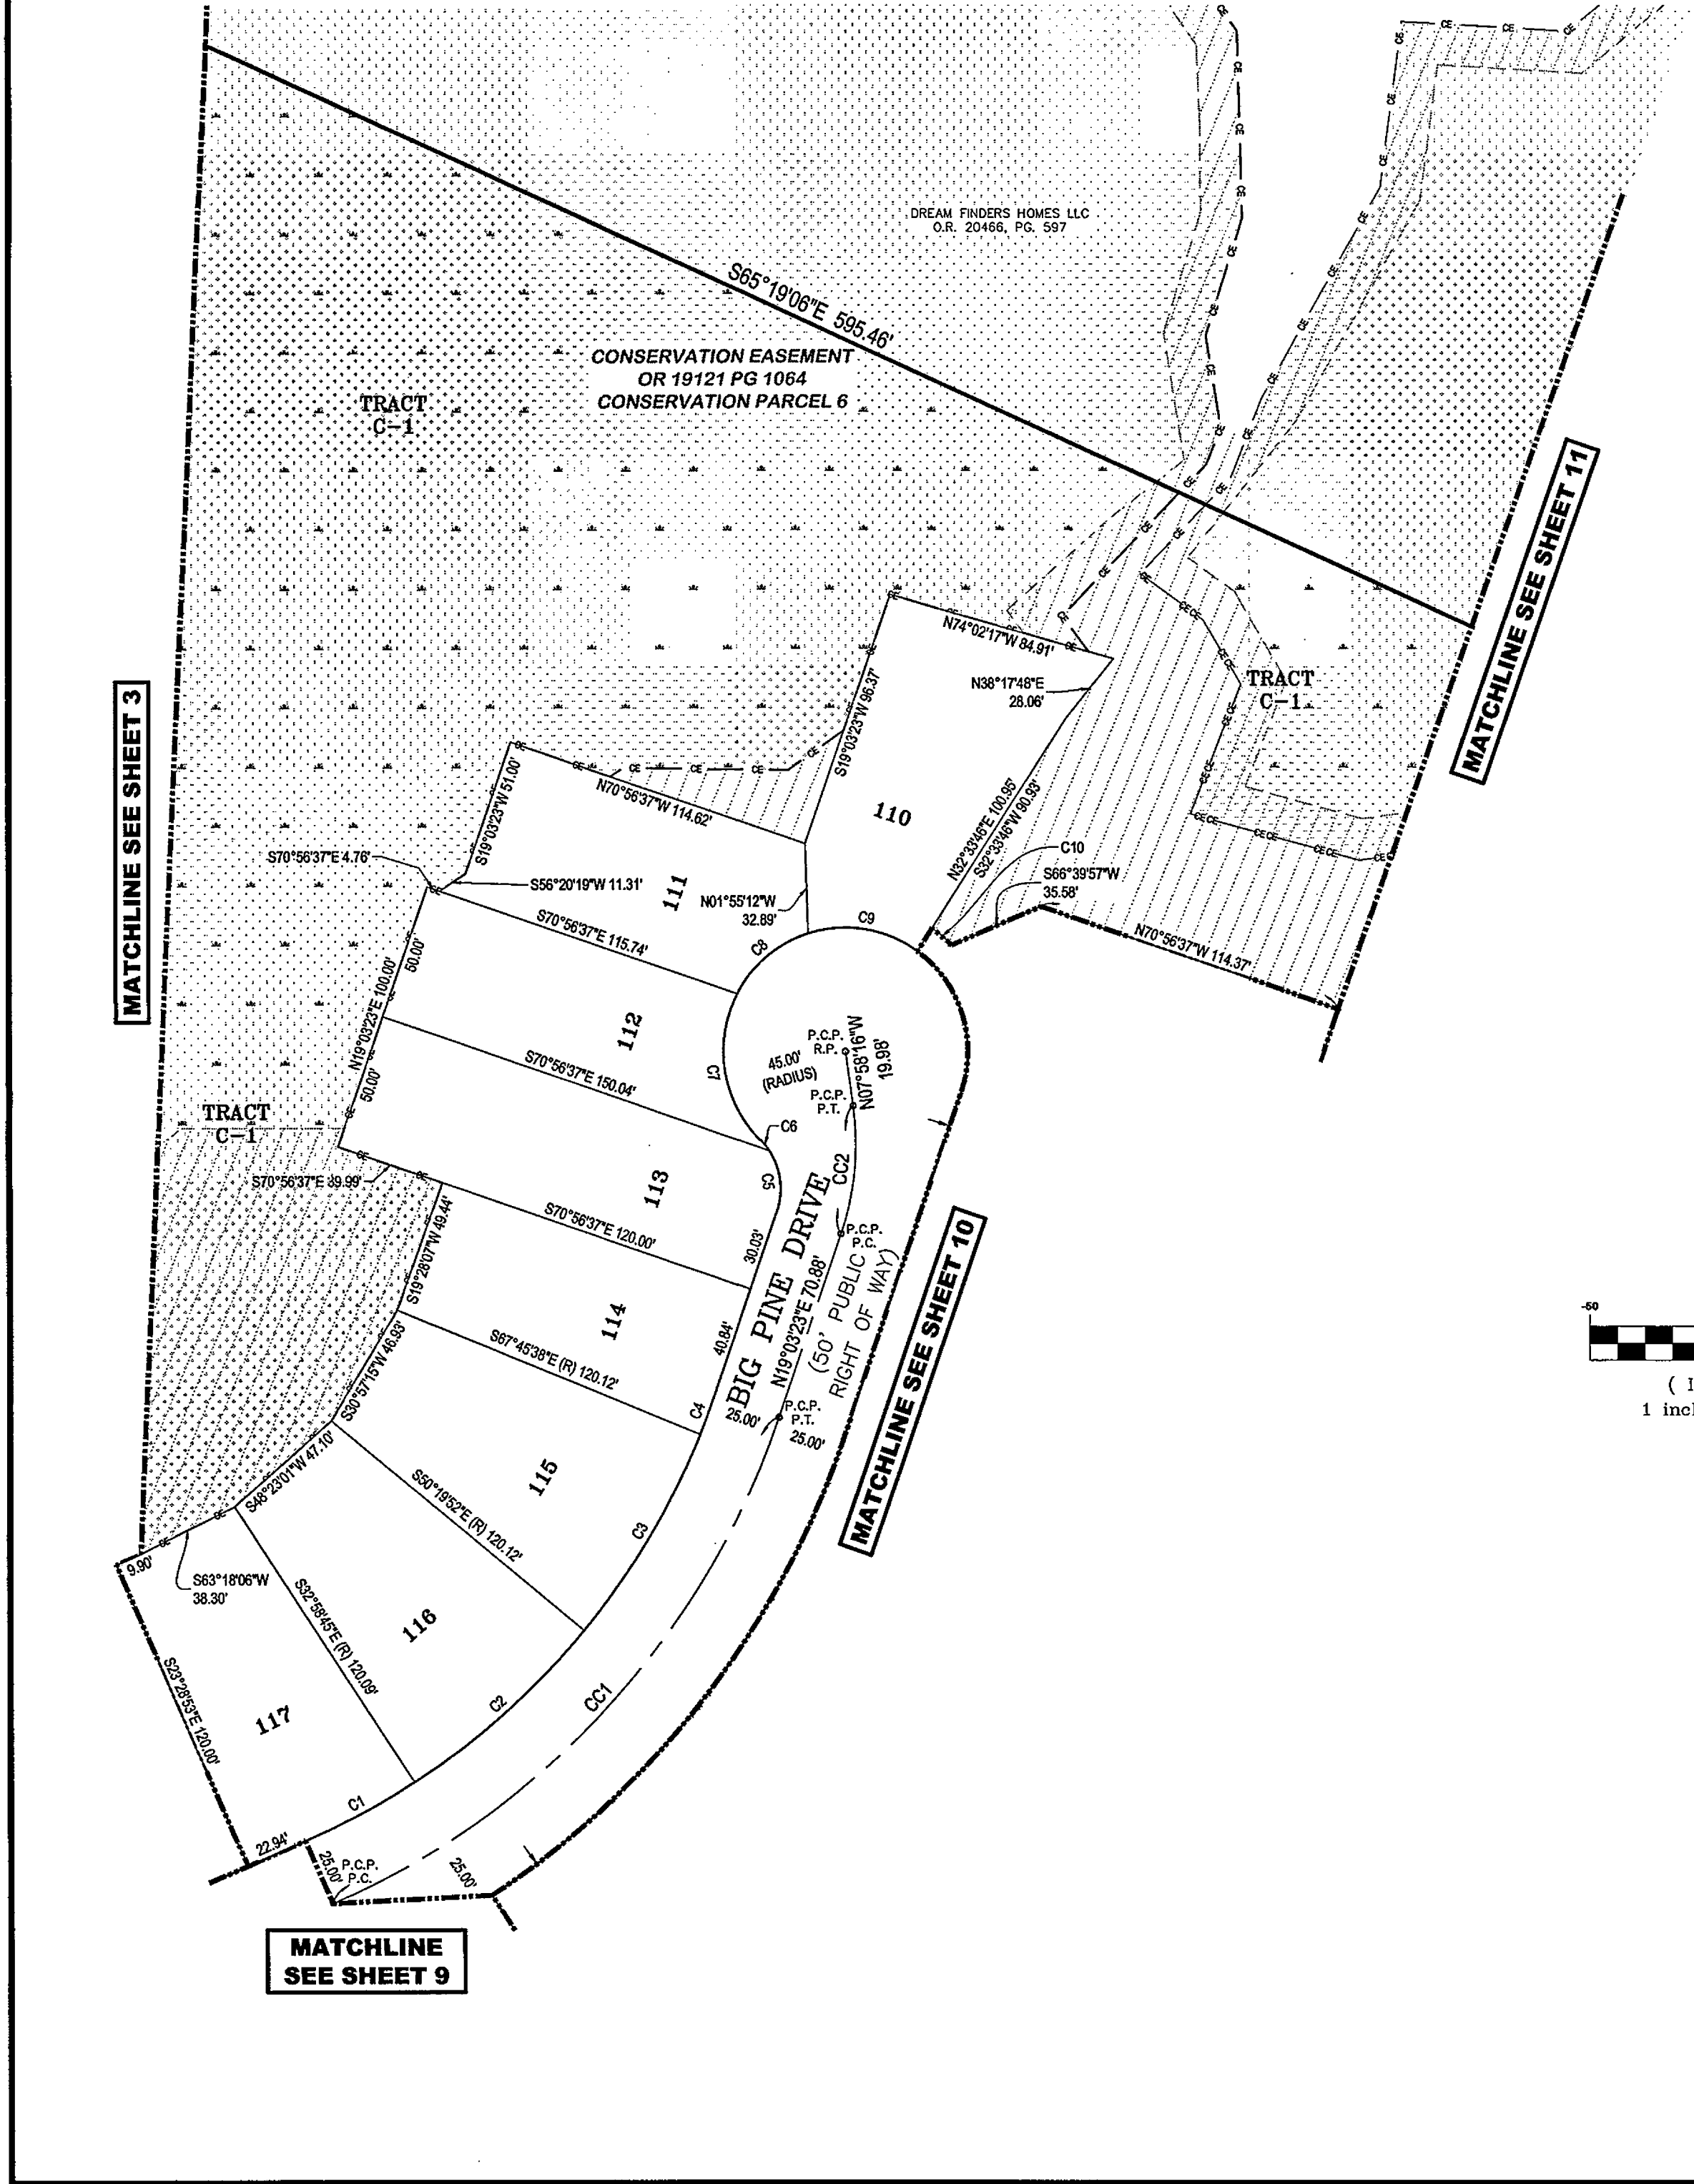 DREAM FINDERS HOMES LLC
O.R. 20466, PG. 597
S65°19'06"E 595.46'
CONSERVATION EASEMENT
OR 19121 PG 1064
CONSERVATION PARCEL 6
TRACT
C-1
MATCHLINE SEE SHEET 11
MATCHLINE SEE SHEET 3
N74°02'17"W 84.91'
N38°17'48"E
28.06'
TRACT
C-1
S19°03'23"W 96.37'
110
N32°33'46"E 100.95'
S32°33'46"W 90.93'
C10
S66°39'57"W
35.58'
N70°56'37"W 114.37'
S19°03'23"W 51.00'
N70°56'37"W 114.62'
S70°56'37"E 4.76'
S56°20'19"W 11.31'
111
N01°55'12"W
32.89'
C9
C8
S70°56'37"E 115.74'
50.00'
N19°03'23"E 100.00'
50.00'
112
S70°56'37"E 150.04'
C7
P.C.P.
R.P.
45.00'
(RADIUS)
N07°58'16"W
19.98'
P.C.P.
P.T.
C6
TRACT
C-1
S70°56'37"E 39.99'
113
C5
CC2
S70°56'37"E 120.00'
30.03'
S19°28'07"W 49.44'
P.C.P.
P.C.
BIG PINE DRIVE
N19°03'23"E 70.88'
(50' PUBLIC
RIGHT OF WAY)
MATCHLINE SEE SHEET 10
114
40.84'
S67°45'38"E (R) 120.12'
S30°57'15"W 46.93'
C4
25.00'
P.C.P.
P.T.
25.00'
-50
1 incl
115
S50°19'52"E (R) 120.12'
S48°23'01"W 47.10'
C3
9.90'
S63°18'06"W
38.30'
116
S32°58'45"E (R) 120.09'
C2
CC1
S23°28'53"E 120.00'
117
C1
22.94'
25.00'
P.C.P.
P.C.
25.00'
MATCHLINE
SEE SHEET 9